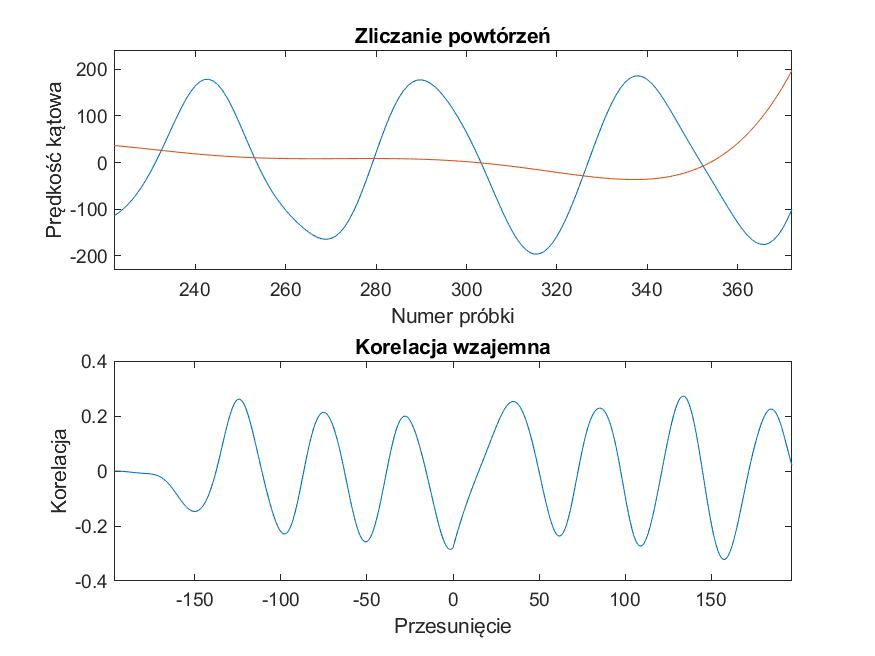 Zliczanie powtórzeń
200
100
0
-100
-200
Prędkość kątowa
240 260 280 300 320 340 360
Numer próbki
Korelacja wzajemna
0.4
0.2
0
-0.2
-0.4
Korelacja
-150 -100 -50 0 50 100 150
Przesunięcie